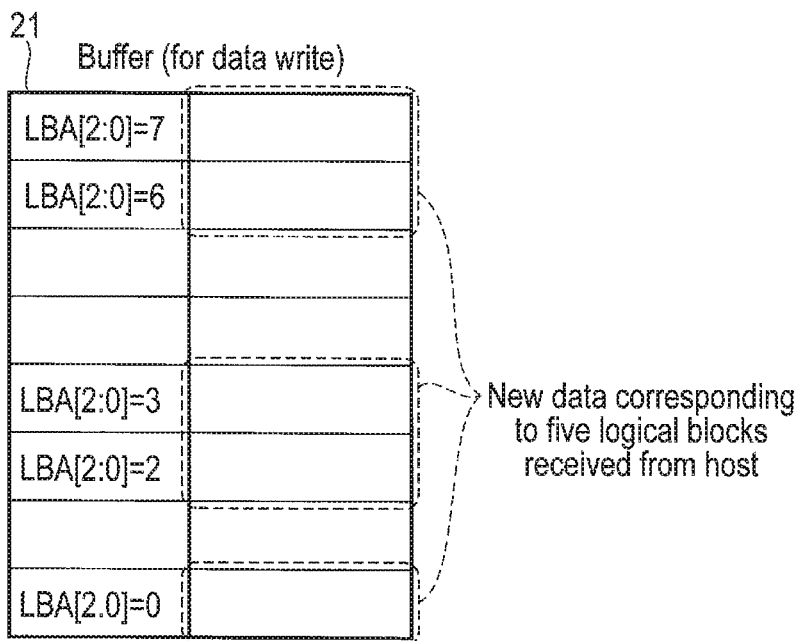 21
Buffer (for data write)
LBA[2:0]=7
LBA[2:0]=6
LBA[2:0]=3
LBA[2:0]=2
LBA[2.0]=0
New data corresponding
to five logical blocks
received from host